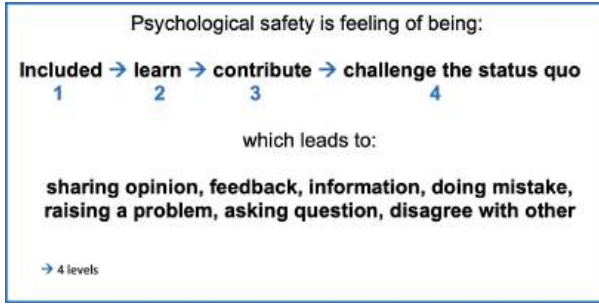 Psychological safety is feeling of being:
Included → learn → contribute → challenge the status quo
1 2 3 4
which leads to:
sharing opinion, feedback, information, doing mistake,
raising a problem, asking question, disagree with other
→ 4 levels